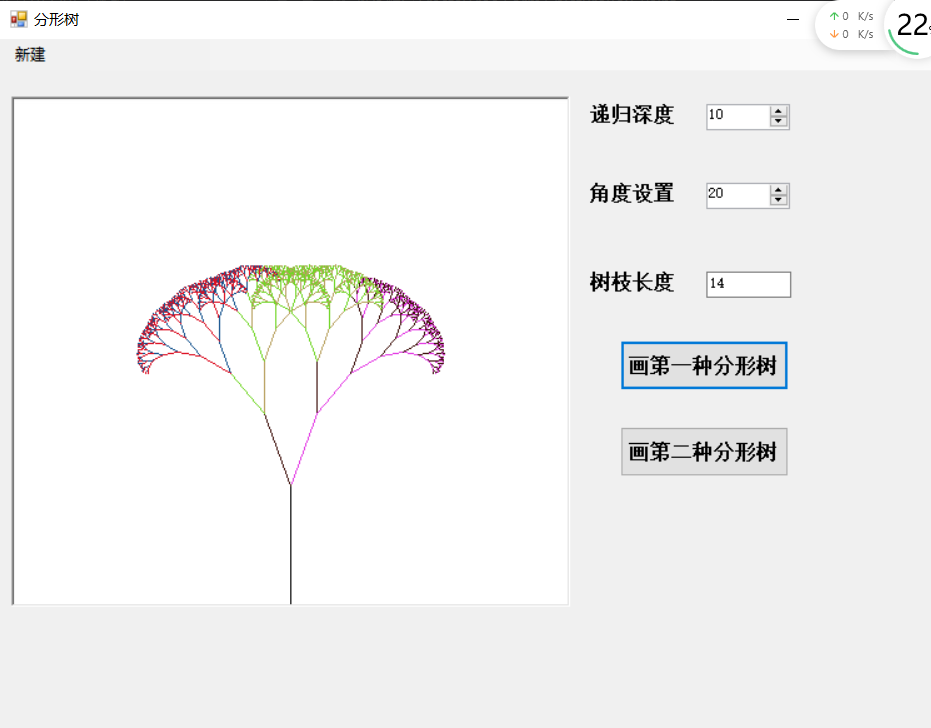 分形树
↑ 0 K/s
↓ 0 K/s
22
新建
递归深度 10
角度设置 20
树枝长度 14
画第一种分形树
画第二种分形树